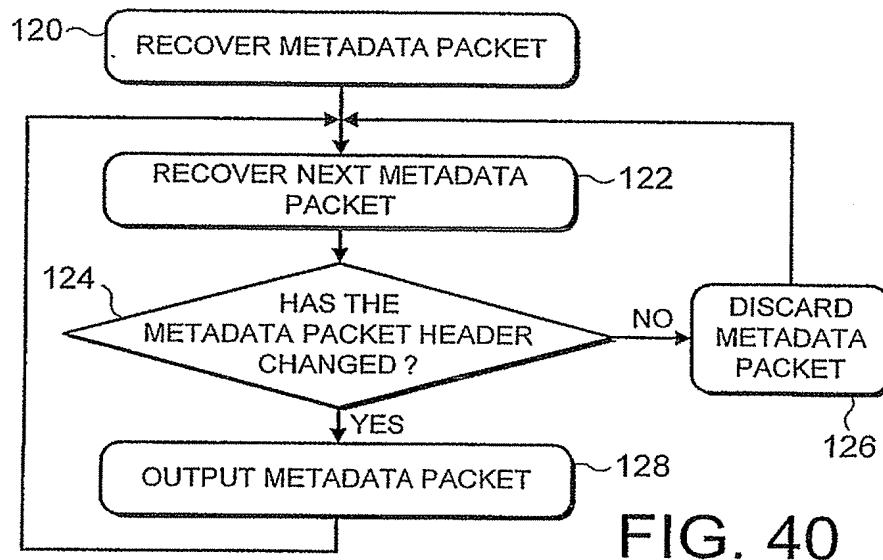 120
RECOVER METADATA PACKET
RECOVER NEXT METADATA
PACKET
122
124
HAS THE
METADATA PACKET HEADER
CHANGED ?
NO
DISCARD
METADATA
PACKET
126
YES
OUTPUT METADATA PACKET
128
FIG. 40